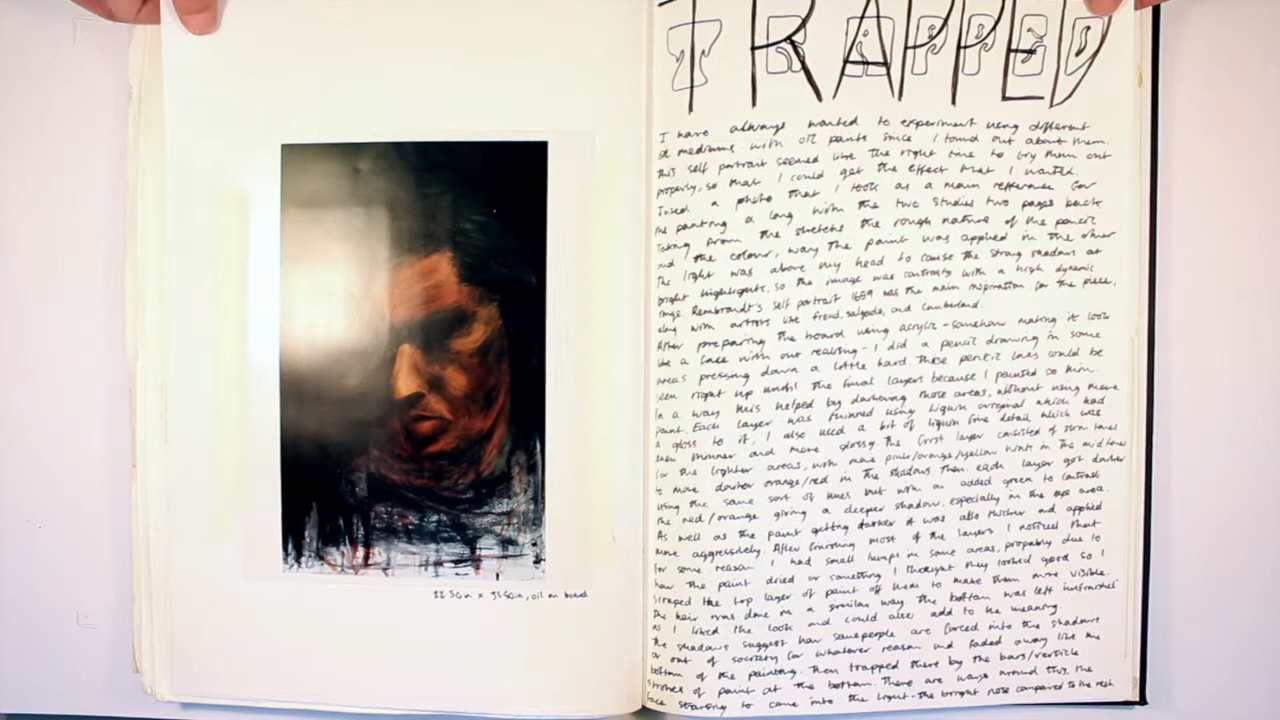 22.50in x 35.50in, oil on board
TRAPPED
I have always wanted to experiment using different
mediums with oil paints since I found out about them.
this self portrait seemed like the right time to try them out
properly, so that I could get the effect that I wanted.
I used a photo that I took as a main reference for
the painting a long with the two studies two pages back.
Taking from the sketches the rough nature of the pencil
and the colour, way the paint was applied in the other.
The light was above my head to cause the strong shadows and
bright highlights, so the image was contrasts with a high dynamic
range. Rembrandt's self portrait 1659 was the main inspiration for the piece,
along with artists like freud, salgado, and Cumberland.
After preparing the board using acrylic - somehow making it look
like a face with out realising - I did a pencil drawing in some
areas pressing down a little hard. These pencil lines could be
seen right up until the final layers because I painted so thin.
In a way this helped by darkening those areas, without using more
paint. Each layer was thinned using liquin original which had
a gloss to it, I also used a bit of liquin fine detail which was
even thinner and more glossy. The first layer consisted of skin tones
for the lighter areas, with more pink/orange/yellow tints in the mid tones
to more darker orange/red in the shadows. Then each layer got darker
using the same sort of hues but with an added green to contrast
the red/orange giving a deeper shadow, especially in the eye area.
As well as the paint getting darker it was also thicker and applied
more aggressively. After finishing most of the layers I noticed that
for some reason I had small bumps in some areas, propably due to
how the paint dried or something, I thought they looked good so I
scraped the top layer of paint off them to make them more visible.
the hair was done in a similar way. The bottom was left unfinished
as I liked the look and could also add to the meaning.
The shadows suggest how some people are forced into the shadows
or out of society for whatever reason and faded away like the
bottom of the painting. Then trapped there by the bars/verticle
strokes of paint at the bottom. There are ways around this, the
face starting to come into the light - the bright nose compared to the rest